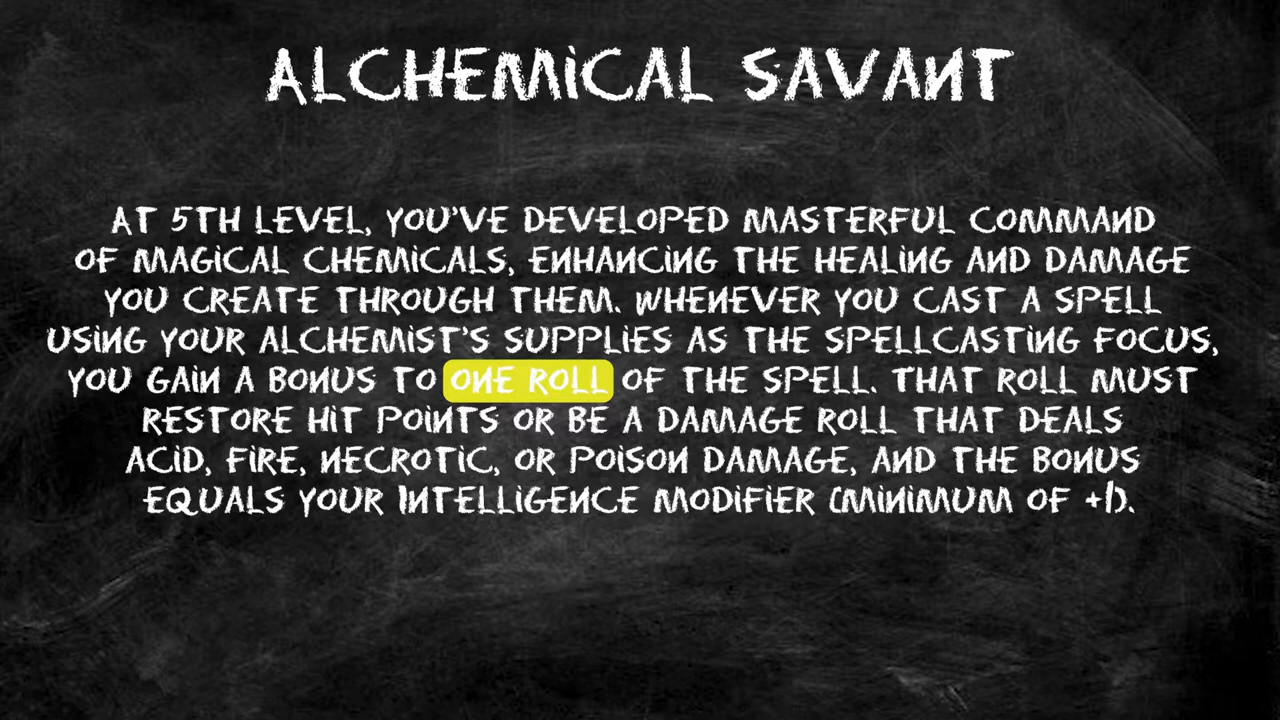 ALCHEMICAL SAVANT
AT 5TH LEVEL, YOU'VE DEVELOPED MASTERFUL COMMAND
OF MAGICAL CHEMICALS, ENHANCING THE HEALING AND DAMAGE
YOU CREATE THROUGH THEM. WHENEVER YOU CAST A SPELL
USING YOUR ALCHEMIST'S SUPPLIES AS THE SPELLCASTING FOCUS,
YOU GAIN A BONUS TO ONE ROLL OF THE SPELL. THAT ROLL MUST
RESTORE HIT POINTS OR BE A DAMAGE ROLL THAT DEALS
ACID, FIRE, NECROTIC, OR POISON DAMAGE, AND THE BONUS
EQUALS YOUR INTELLIGENCE MODIFIER (MINIMUM OF +1).